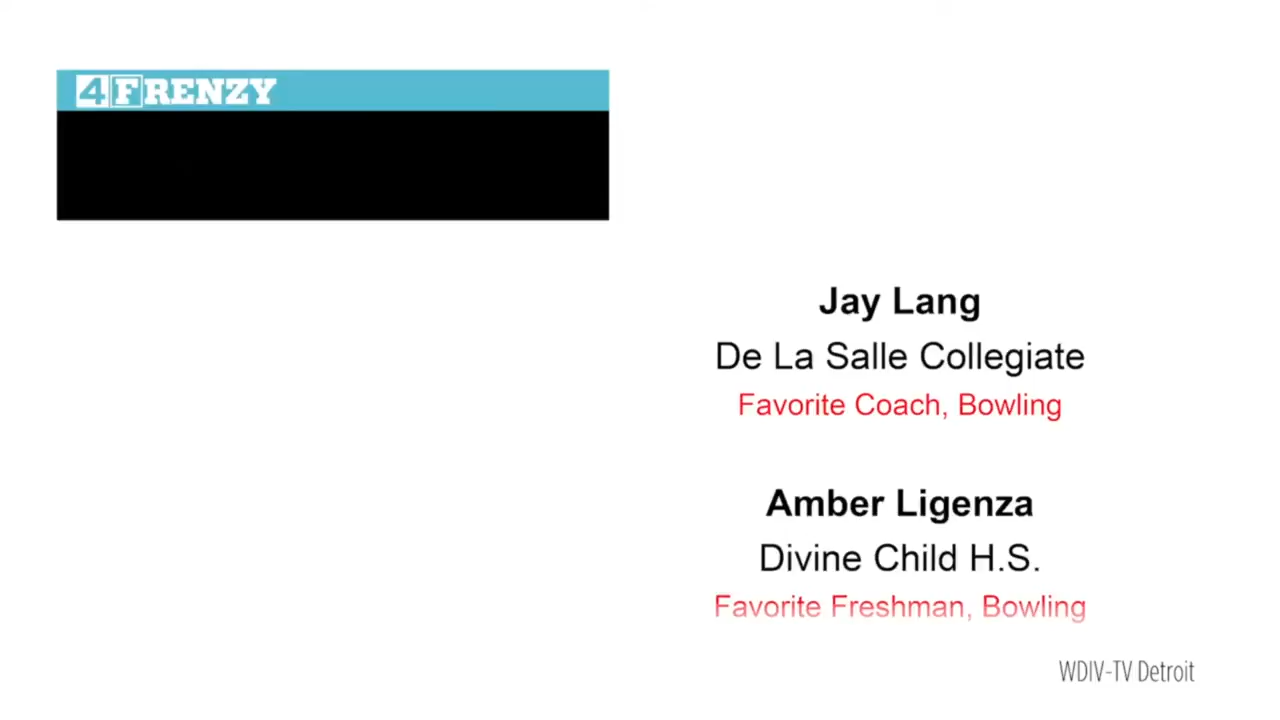 4FRENZY
Jay Lang
De La Salle Collegiate
Favorite Coach, Bowling
Amber Ligenza
Divine Child H.S.
Favorite Freshman, Bowling
WDIV-TV Detroit